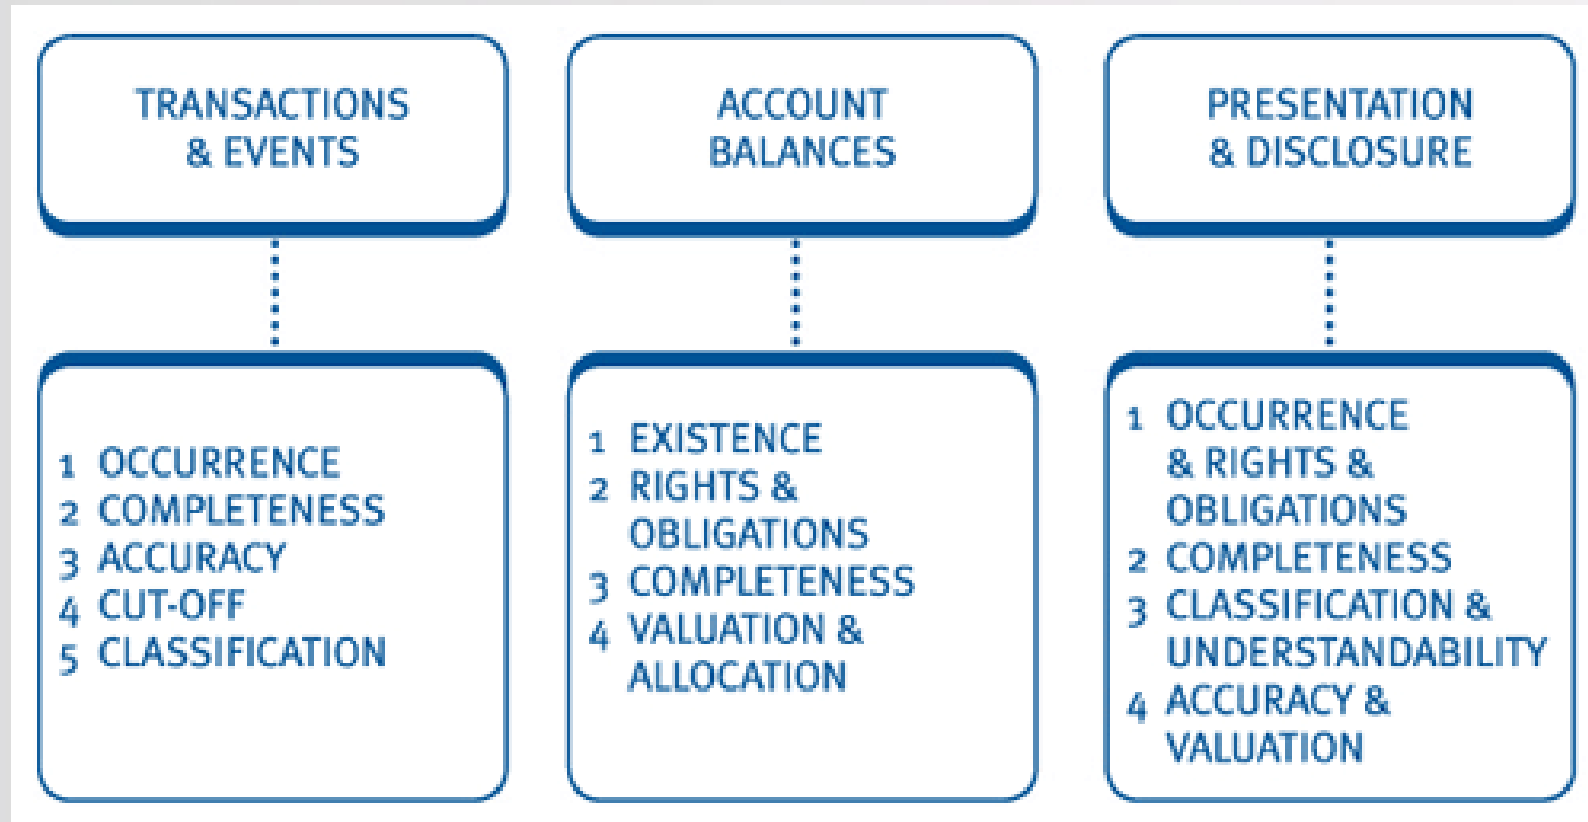 TRANSACTIONS
& EVENTS
1 OCCURRENCE
2 COMPLETENESS
3 ACCURACY
4 CUT-OFF
5 CLASSIFICATION
ACCOUNT
BALANCES
1 EXISTENCE
2 RIGHTS &
OBLIGATIONS
3 COMPLETENESS
4 VALUATION &
ALLOCATION
PRESENTATION
& DISCLOSURE
1 OCCURRENCE
& RIGHTS &
OBLIGATIONS
2 COMPLETENESS
3 CLASSIFICATION &
UNDERSTANDABILITY
4 ACCURACY &
VALUATION